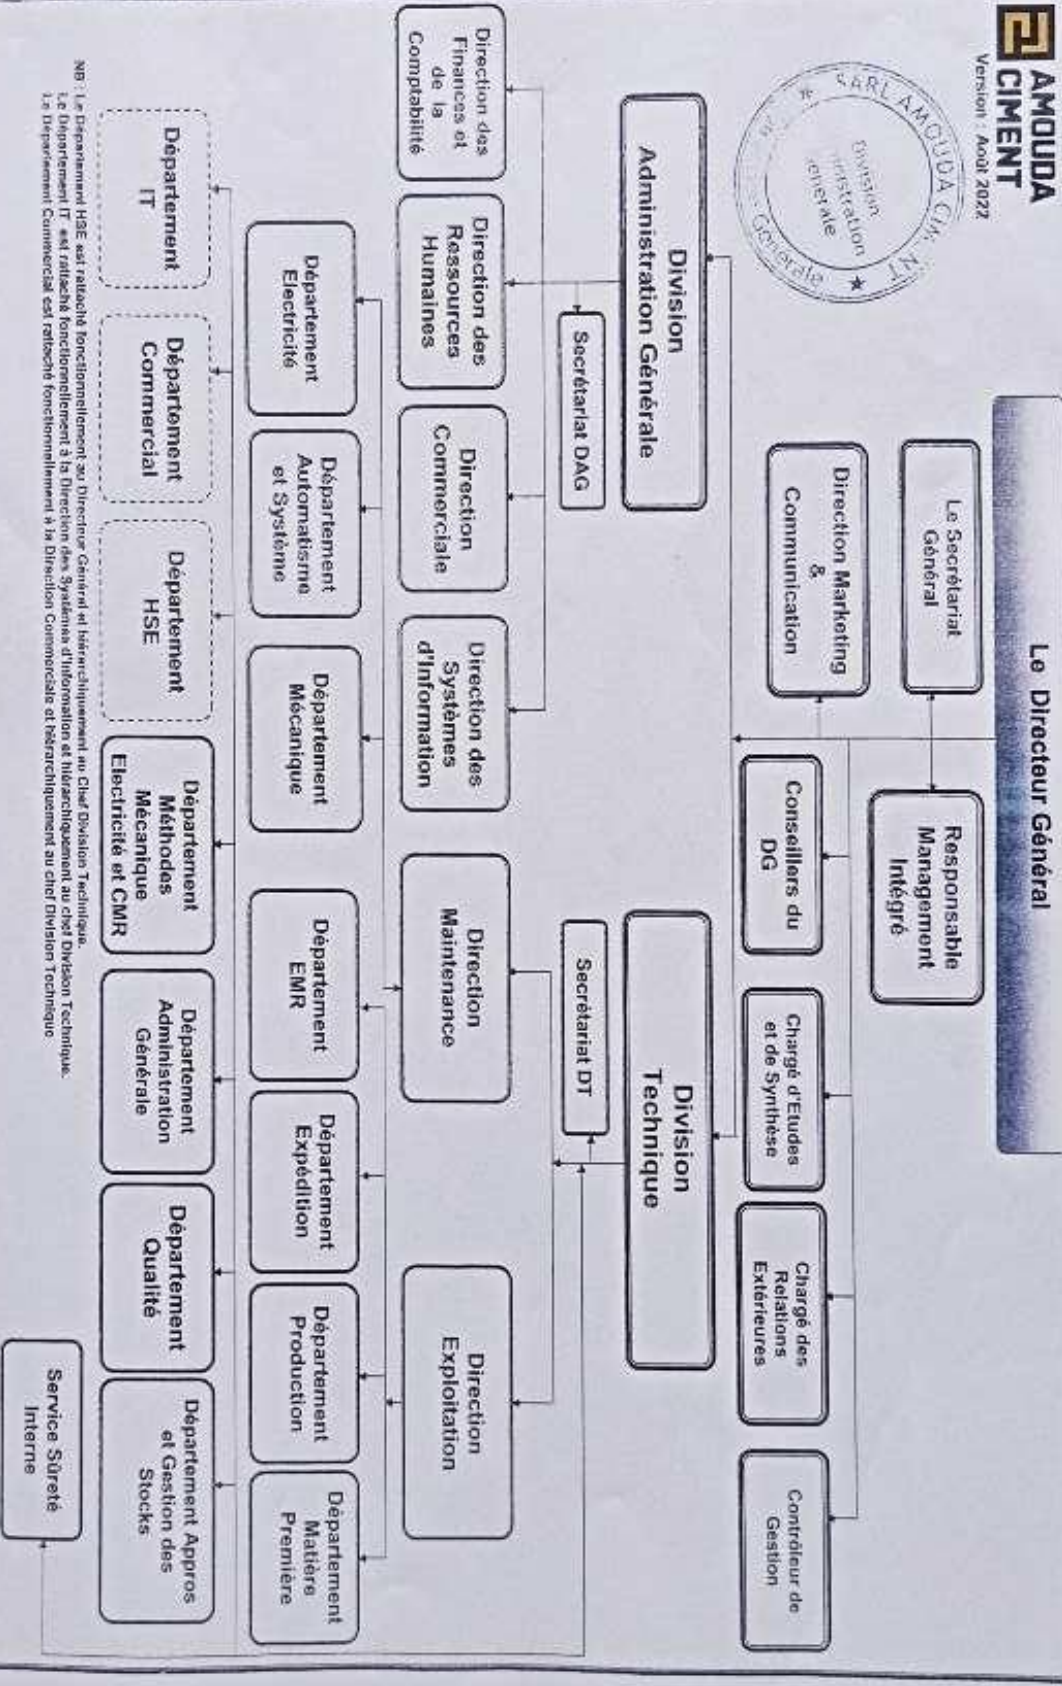 AMOUDA
CIMENT
Version : Août 2022
Le Directeur Général
SARL AMOUDA CIMENT
Division
Administration
Générale
Le Secrétariat
Général
Responsable
Management
Intégré
Direction Marketing
&
Communication
Conseillers du
DG
Chargé d'Etudes
et de Synthèse
Chargé des
Relations
Extérieures
Contrôleur de
Gestion
Division
Administration Générale
Division
Technique
Secrétariat DAG
Secrétariat DT
Direction des
Finances et
de la
Comptabilité
Direction des
Ressources
Humaines
Direction
Commerciale
Direction des
Systèmes
d'Information
Direction
Maintenance
Direction
Exploitation
Département
Electricité
Département
Automatisme
et Système
Département
Mécanique
Département
EMR
Département
Expédition
Département
Production
Département
Matière
Première
Département
IT
Département
Commercial
Département
HSE
Département
Méthodes
Mécanique
Electricité et CMR
Département
Administration
Générale
Département
Qualité
Département Appros
et Gestion des
Stocks
Service Sûreté
Interne
NB : Le Département HSE est rattaché fonctionnellement au Directeur Général et hiérarchiquement au Chef Division Technique.
Le Département IT est rattaché fonctionnellement à la Direction des Systèmes d'Information et hiérarchiquement au chef Division Technique.
Le Département Commercial est rattaché fonctionnellement à la Direction Commerciale et hiérarchiquement au chef Division Technique